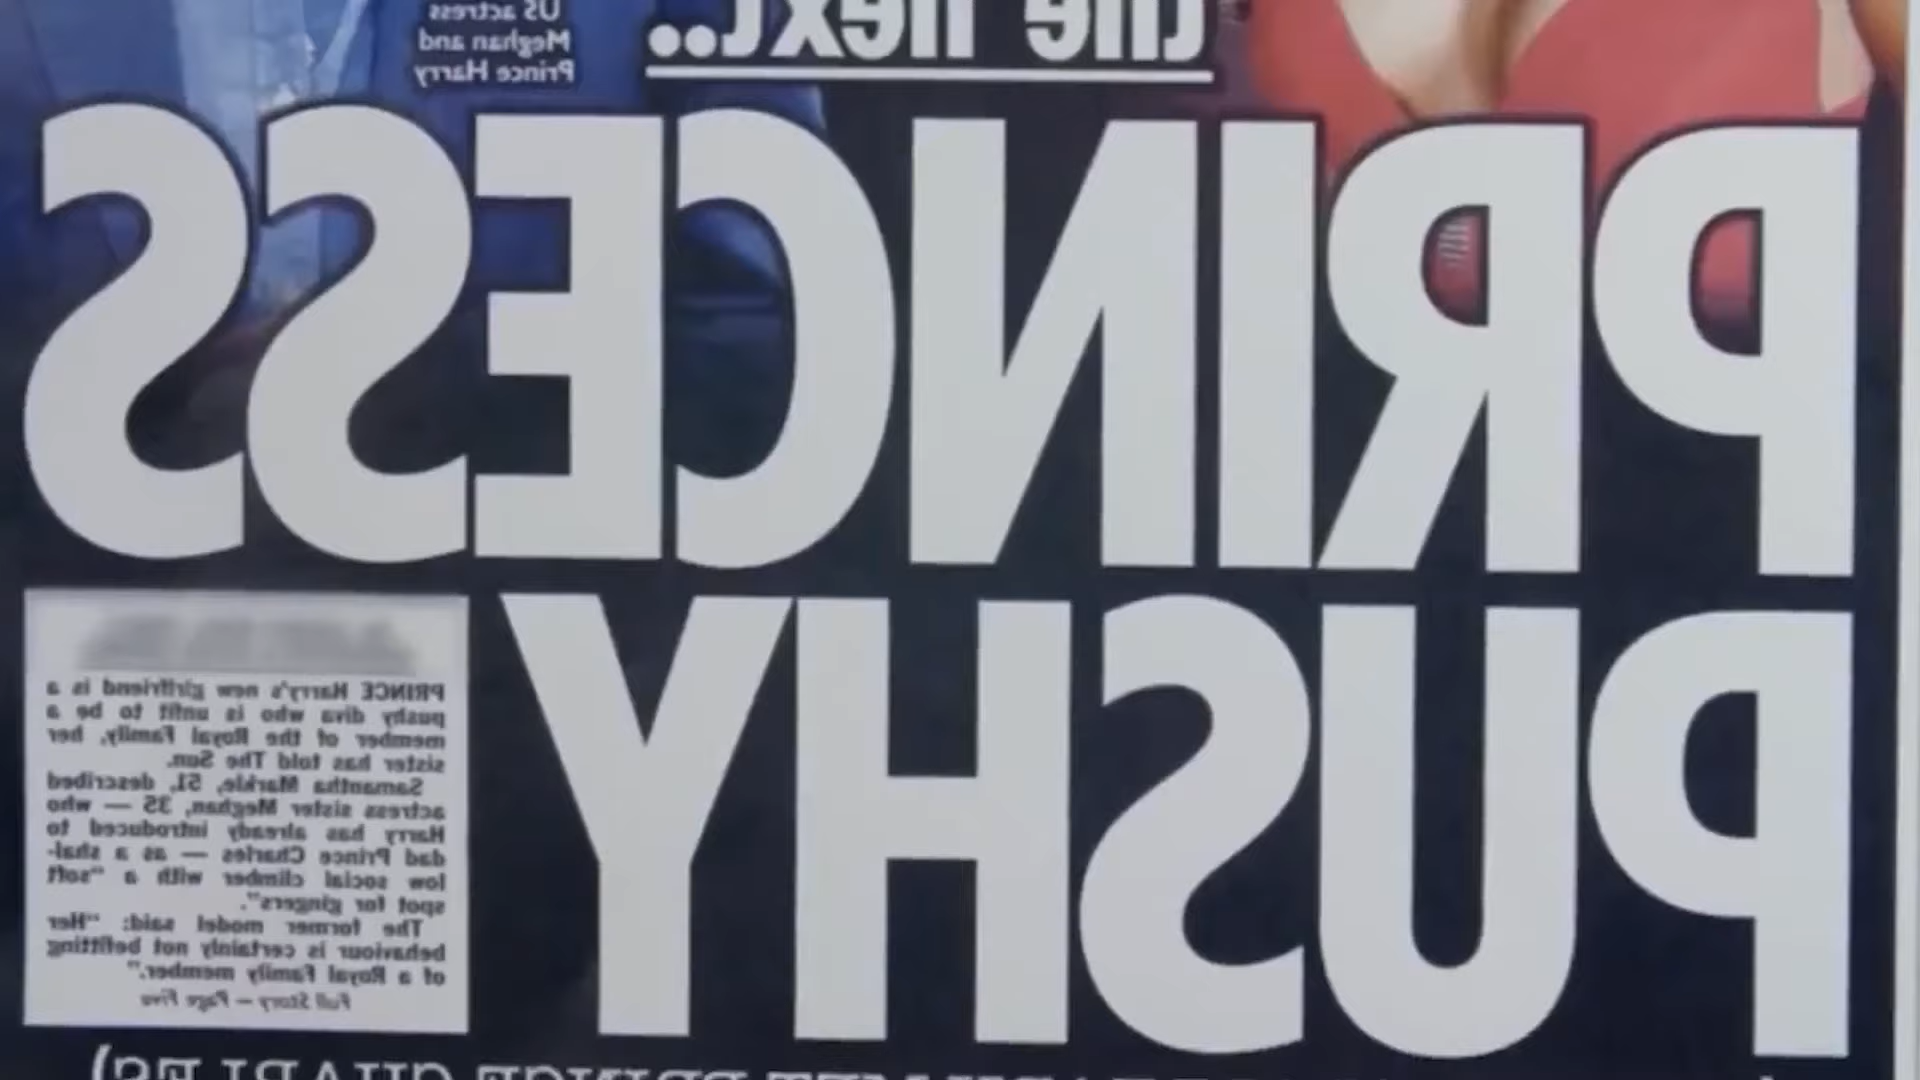 the next..
US actress
Meghan and
Prince Harry
PRINCESS
PUSHY
PRINCE Harry's new girlfriend is a
pushy diva who is unfit to be a
member of the Royal Family, her
sister has told The Sun.
Samantha Markle, 51, described
actress sister Meghan, 35 — who
Harry has already introduced to
dad Prince Charles — as a shal-
low social climber with a "soft
spot for gingers".
The former model said: "Her
behaviour is certainly not befitting
of a Royal Family member."
Full Story — Page Five
PRINCE CHARLES)